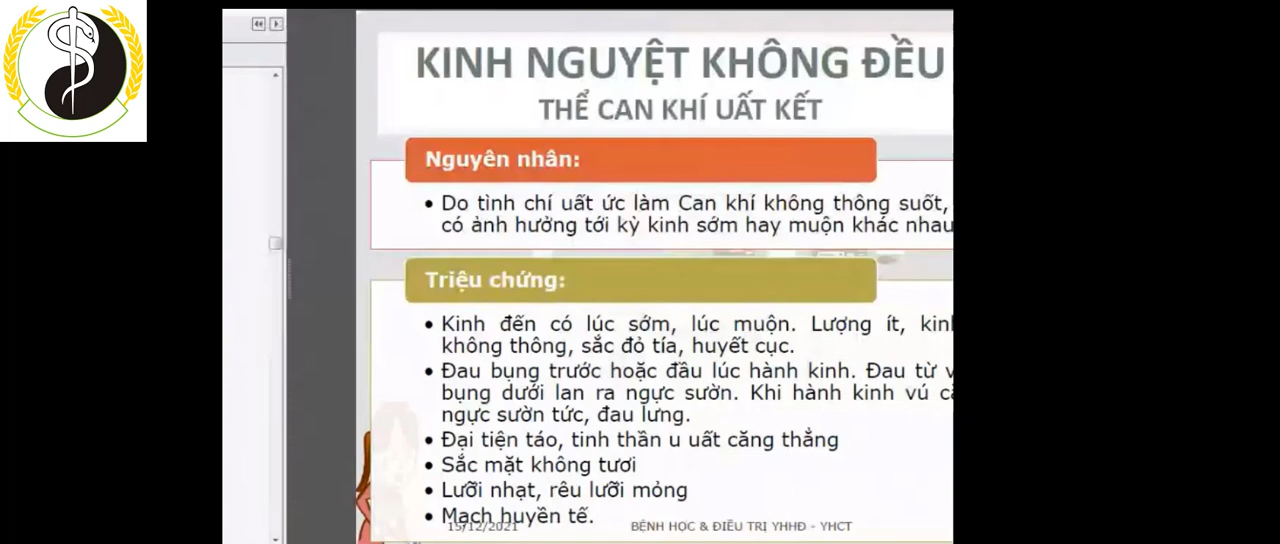 KINH NGUYỆT KHÔNG ĐỀU
THỂ CAN KHÍ UẤT KẾT
Nguyên nhân:
• Do tình chí uất ức làm Can khí không thông suốt,
có ảnh hưởng tới kỳ kinh sớm hay muộn khác nhau
Triệu chứng:
• Kinh đến có lúc sớm, lúc muộn. Lượng ít,
không thông, sắc đỏ tía, huyết cục.
• Đau bụng trước hoặc đầu lúc hành kinh. Đau từ
bụng dưới lan ra ngực sườn. Khi hành kinh vú
ngực sườn tức, đau lưng.
• Đại tiện táo, tinh thần u uất căng thẳng
• Sắc mặt không tươi
• Lưỡi nhạt, rêu lưỡi mỏng
• Mạch huyền tế.
15/12/2021 BỆNH HỌC & ĐIỀU TRỊ YHHĐ - YHCT